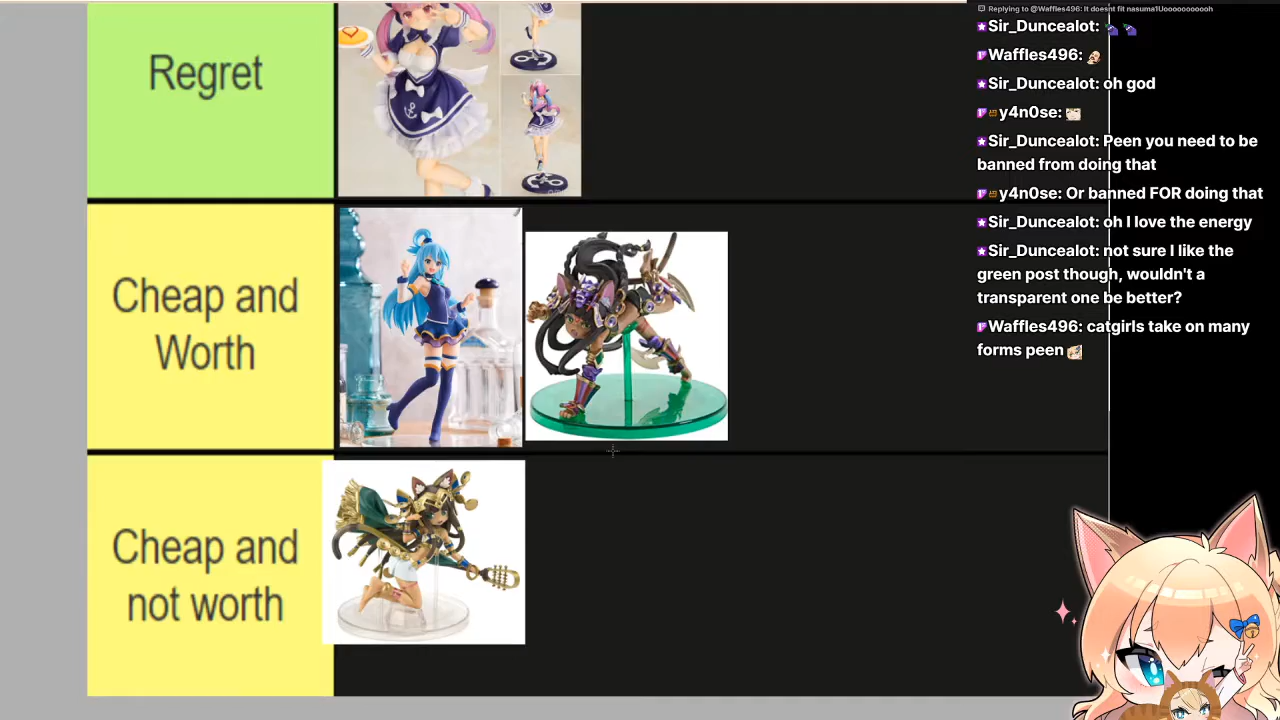 Replying to @Waffles496: It doesnt fit nasuma1Uoooooooooh
Sir_Duncealot:
Waffles496:
Sir_Duncealot: oh god
y4n0se:
Sir_Duncealot: Peen you need to be
banned from doing that
y4n0se: Or banned FOR doing that
Sir_Duncealot: oh I love the energy
Sir_Duncealot: not sure I like the
green post though, wouldn't a
transparent one be better?
Waffles496: catgirls take on many
forms peen
Regret
Cheap and
Worth
Cheap and
not worth